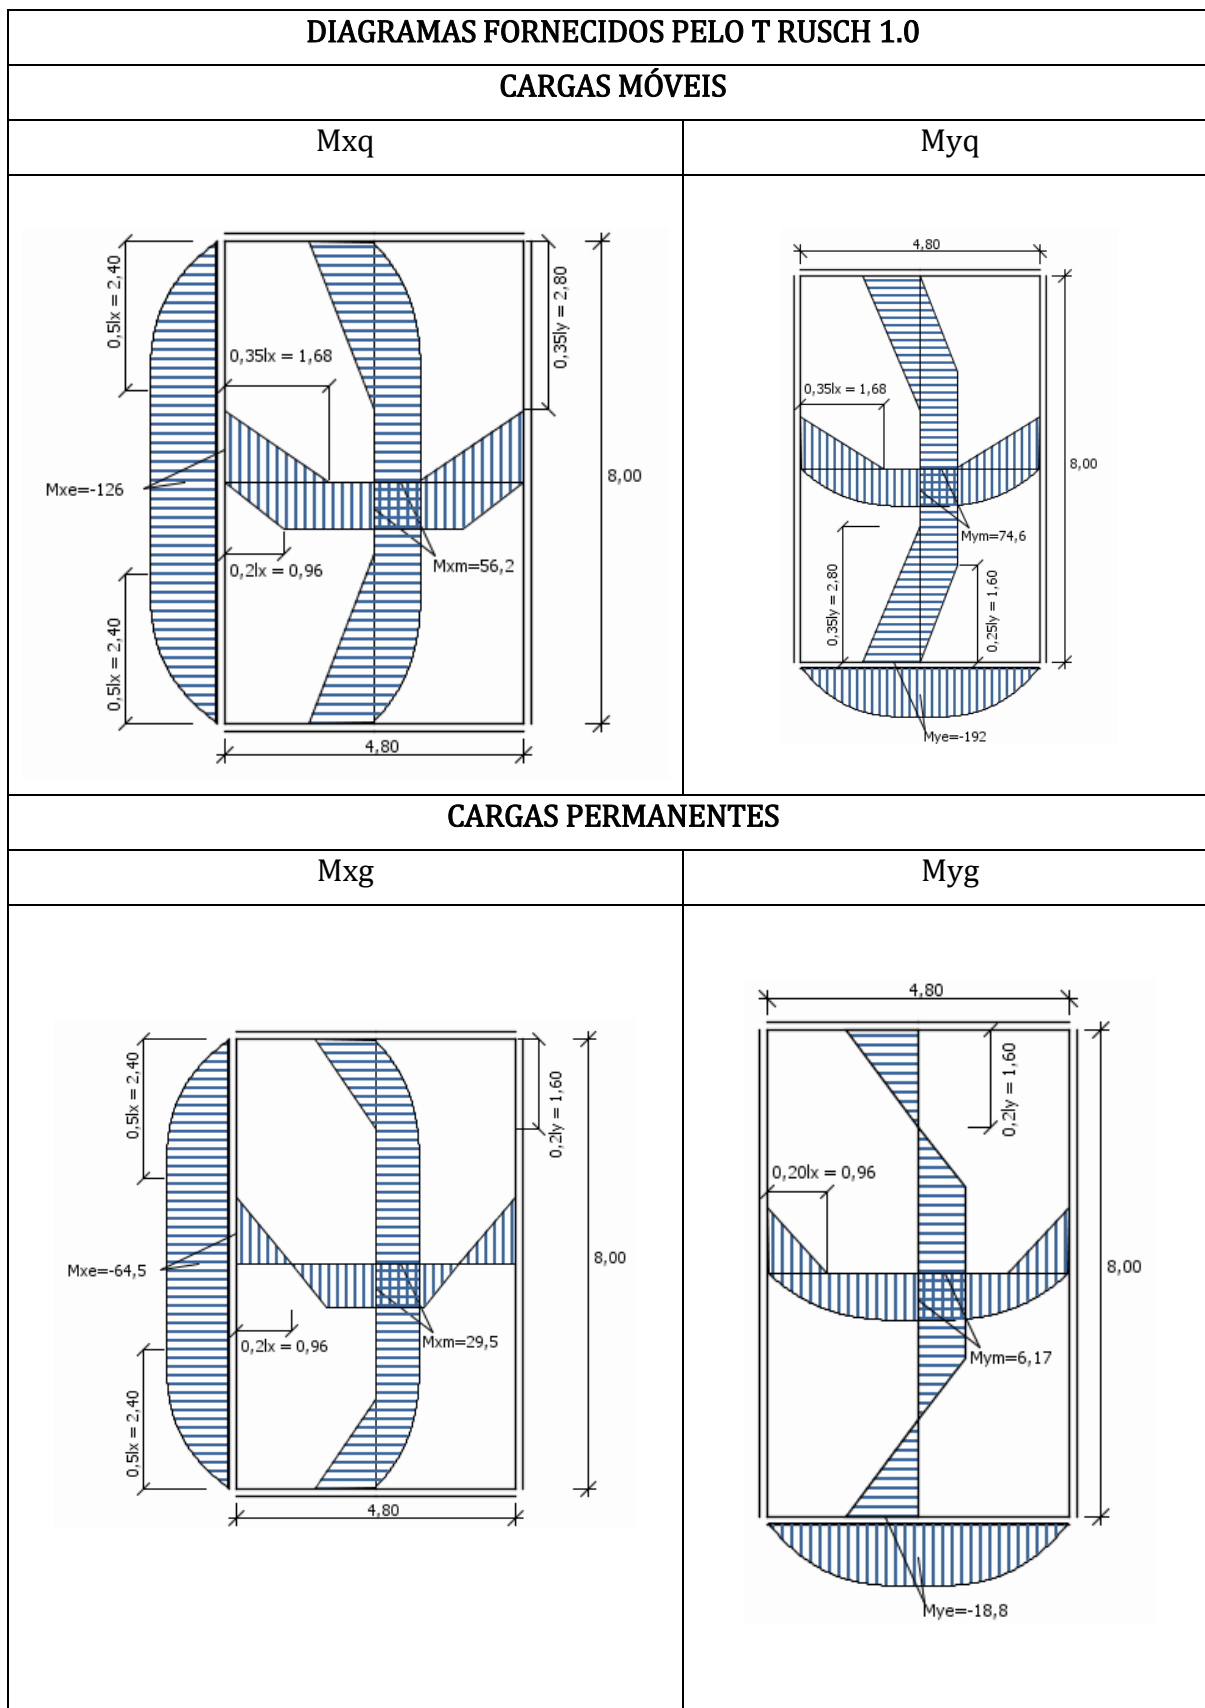 DIAGRAMAS FORNECIDOS PELO T RUSCH 1.0
CARGAS MÓVEIS
Mxq
Myq
0,5lx = 2,40
0,35lx = 1,68
0,35ly = 2,80
Mxe=-126
8,00
0,2lx = 0,96
Mxm=56,2
0,5lx = 2,40
4,80
4,80
0,35lx = 1,68
8,00
Mym=74,6
0,35ly = 2,80
0,25ly = 1,60
Mye=-192
CARGAS PERMANENTES
Mxg
Myg
0,5lx = 2,40
0,2ly = 1,60
Mxe=-64,5
8,00
0,2lx = 0,96
Mxm=29,5
0,5lx = 2,40
4,80
4,80
0,2ly = 1,60
0,20lx = 0,96
8,00
Mym=6,17
Mye=-18,8